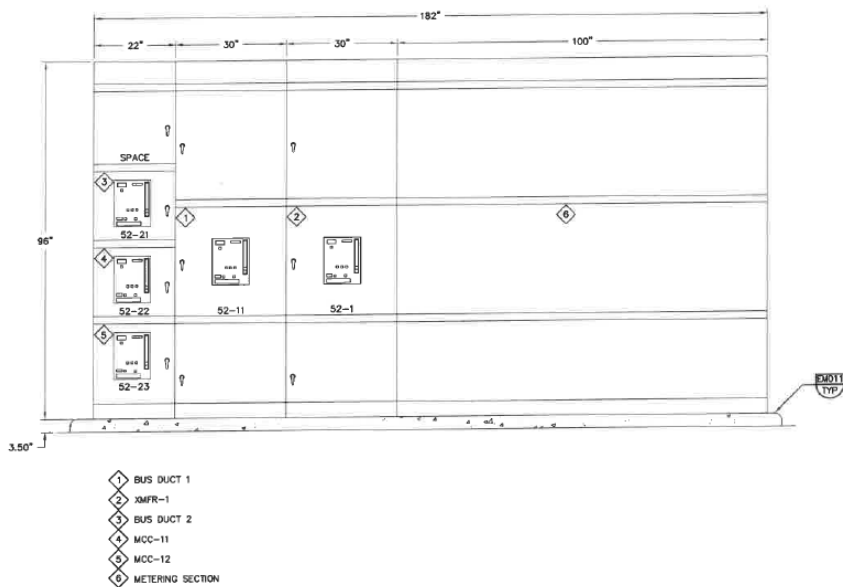 182"
22" 30" 30" 100"
96"
SPACE
3
52-21
1
2
6
4
52-22
52-11
52-1
5
52-23
EM011
TYP
3.50"
1 BUS DUCT 1
2 XMFR-1
3 BUS DUCT 2
4 MCC-11
5 MCC-12
6 METERING SECTION